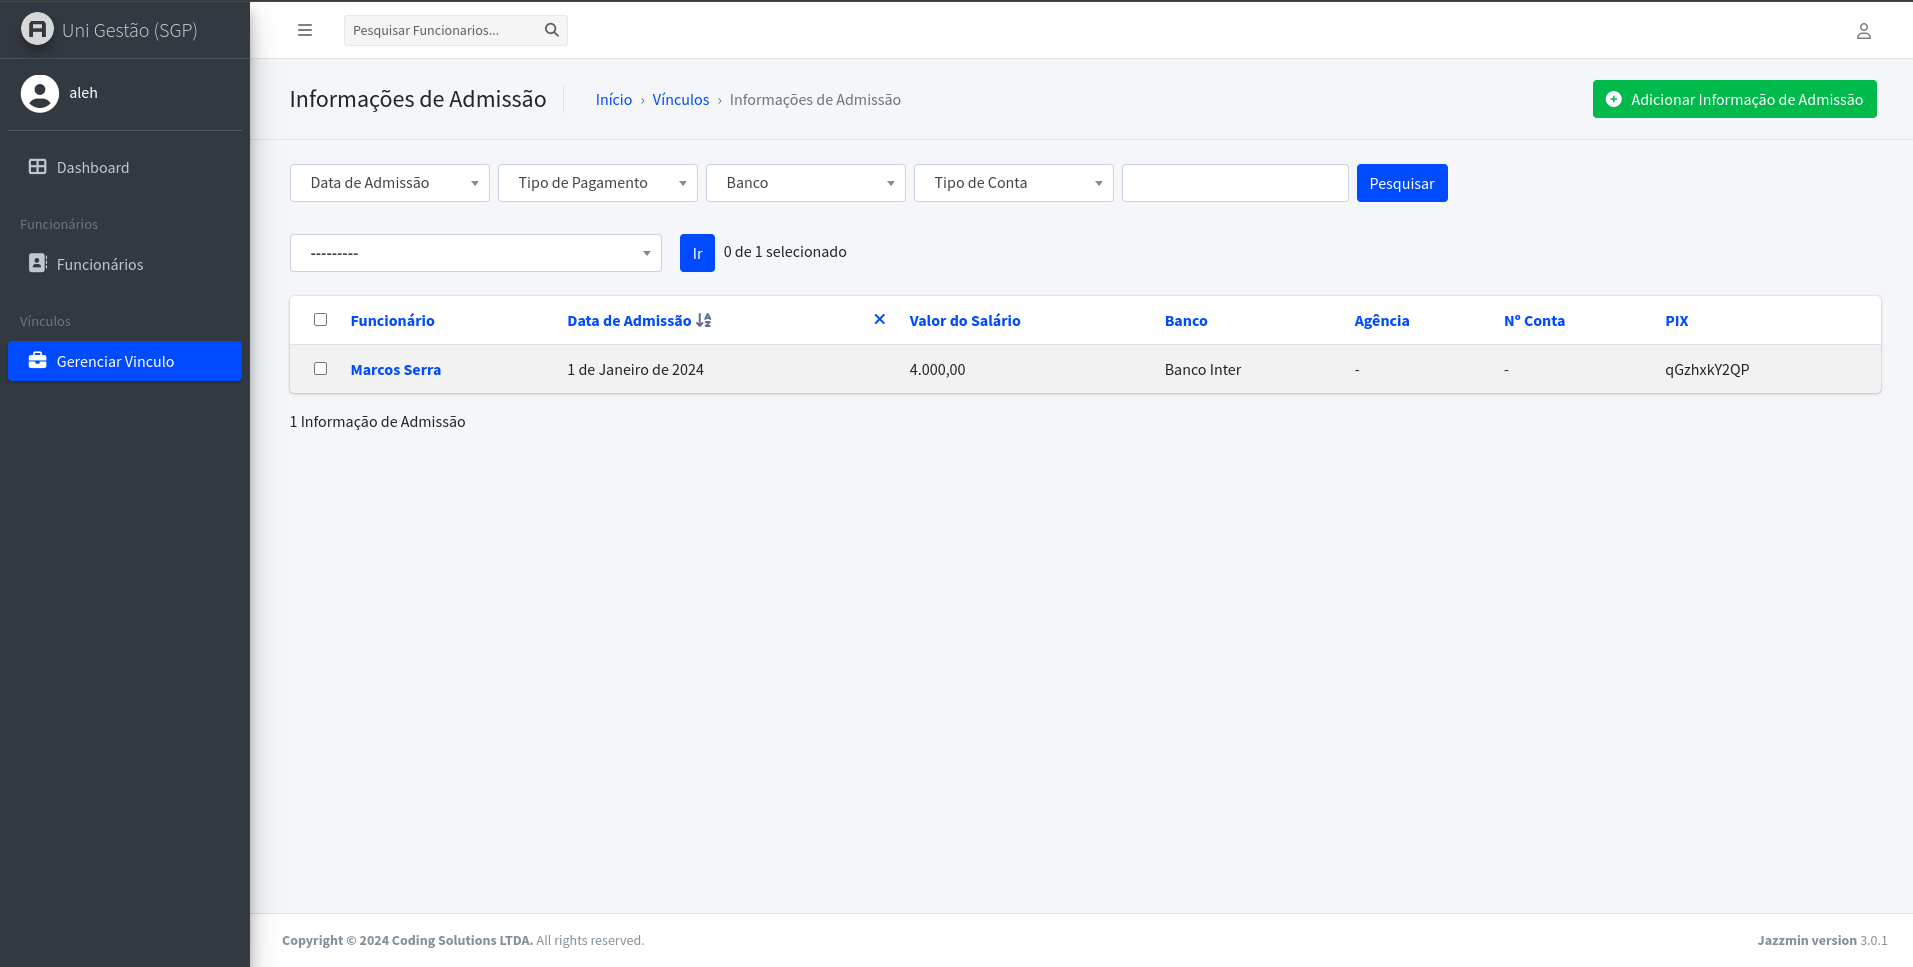 Uni Gestão (SGP)
Pesquisar Funcionarios...
aleh
Informações de Admissão
Início › Vínculos › Informações de Admissão
Adicionar Informação de Admissão
Dashboard
Funcionários
Funcionários
Vínculos
Gerenciar Vinculo
Data de Admissão Tipo de Pagamento Banco Tipo de Conta Pesquisar
--------- Ir 0 de 1 selecionado
Funcionário Data de Admissão Valor do Salário Banco Agência Nº Conta PIX
Marcos Serra 1 de Janeiro de 2024 4.000,00 Banco Inter - - qGzhxkY2QP
1 Informação de Admissão
Copyright © 2024 Coding Solutions LTDA. All rights reserved.
Jazzmin version 3.0.1